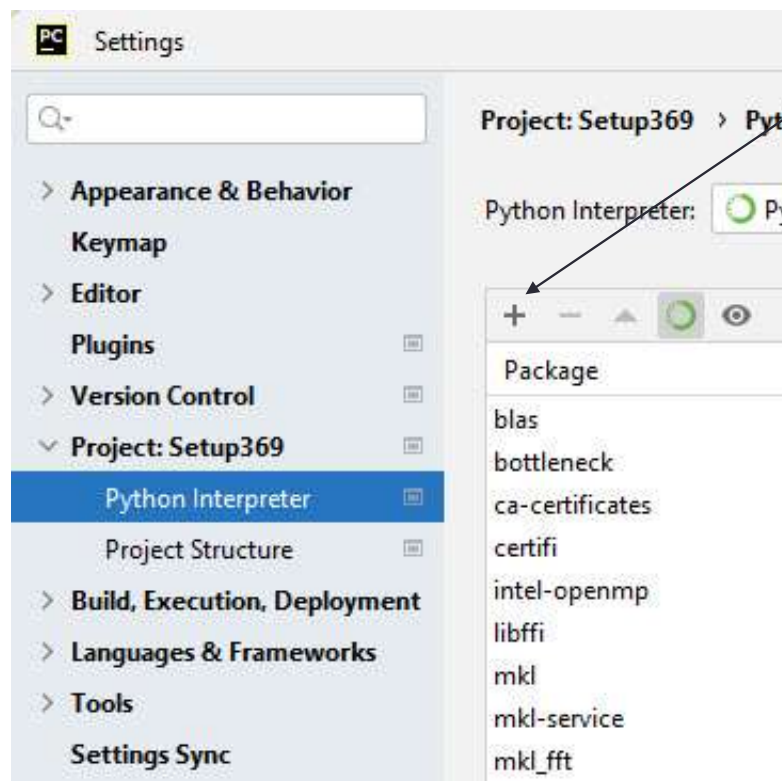 PC Settings
Project: Setup369 > Pyt
Appearance & Behavior
Python Interpreter: Py
Keymap
Editor
Plugins
Package
Version Control
blas
Project: Setup369
bottleneck
Python Interpreter
ca-certificates
Project Structure
certifi
intel-openmp
Build, Execution, Deployment
libffi
Languages & Frameworks
mkl
Tools
mkl-service
Settings Sync
mkl_fft